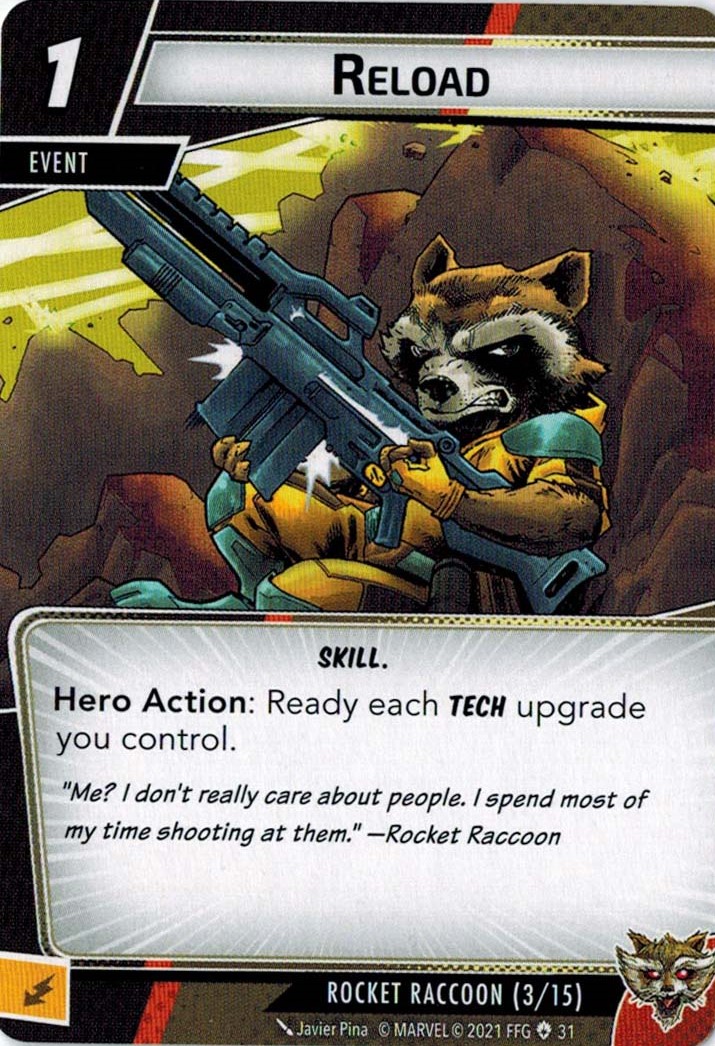 1
RELOAD
EVENT
SKILL.
Hero Action: Ready each TECH upgrade
you control.
"Me? I don't really care about people. I spend most of
my time shooting at them." —Rocket Raccoon
ROCKET RACCOON (3/15)
Javier Pina © MARVEL © 2021 FFG 31